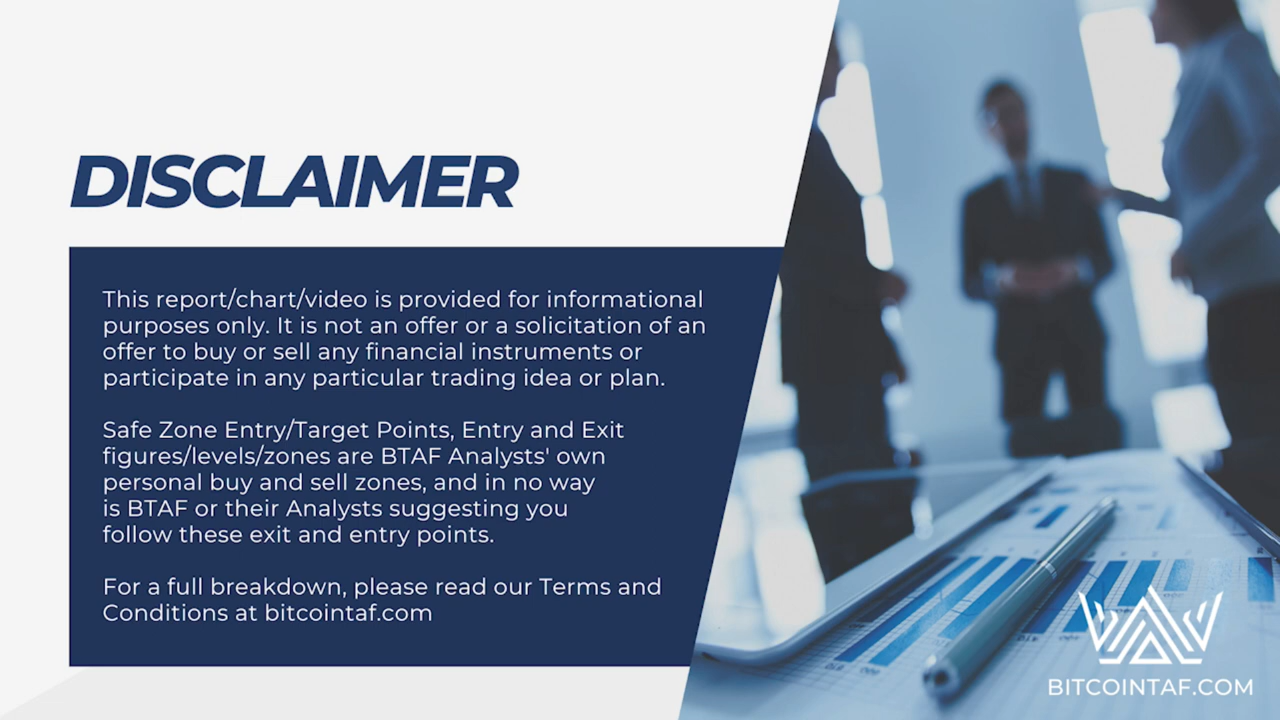 DISCLAIMER
This report/chart/video is provided for informational
purposes only. It is not an offer or a solicitation of an
offer to buy or sell any financial instruments or
participate in any particular trading idea or plan.
Safe Zone Entry/Target Points, Entry and Exit
figures/levels/zones are BTAF Analysts' own
personal buy and sell zones, and in no way
is BTAF or their Analysts suggesting you
follow these exit and entry points.
For a full breakdown, please read our Terms and
Conditions at bitcointaf.com
BITCOINTAF.COM